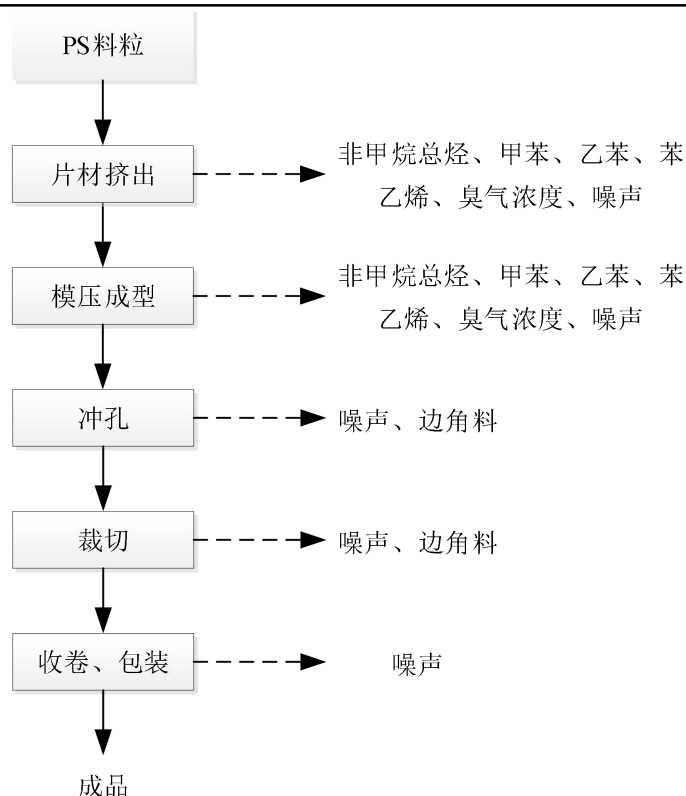 PS料粒
片材挤出
非甲烷总烃、甲苯、乙苯、苯
乙烯、臭气浓度、噪声
模压成型
非甲烷总烃、甲苯、乙苯、苯
乙烯、臭气浓度、噪声
冲孔
噪声、边角料
裁切
噪声、边角料
收卷、包装
噪声
成品